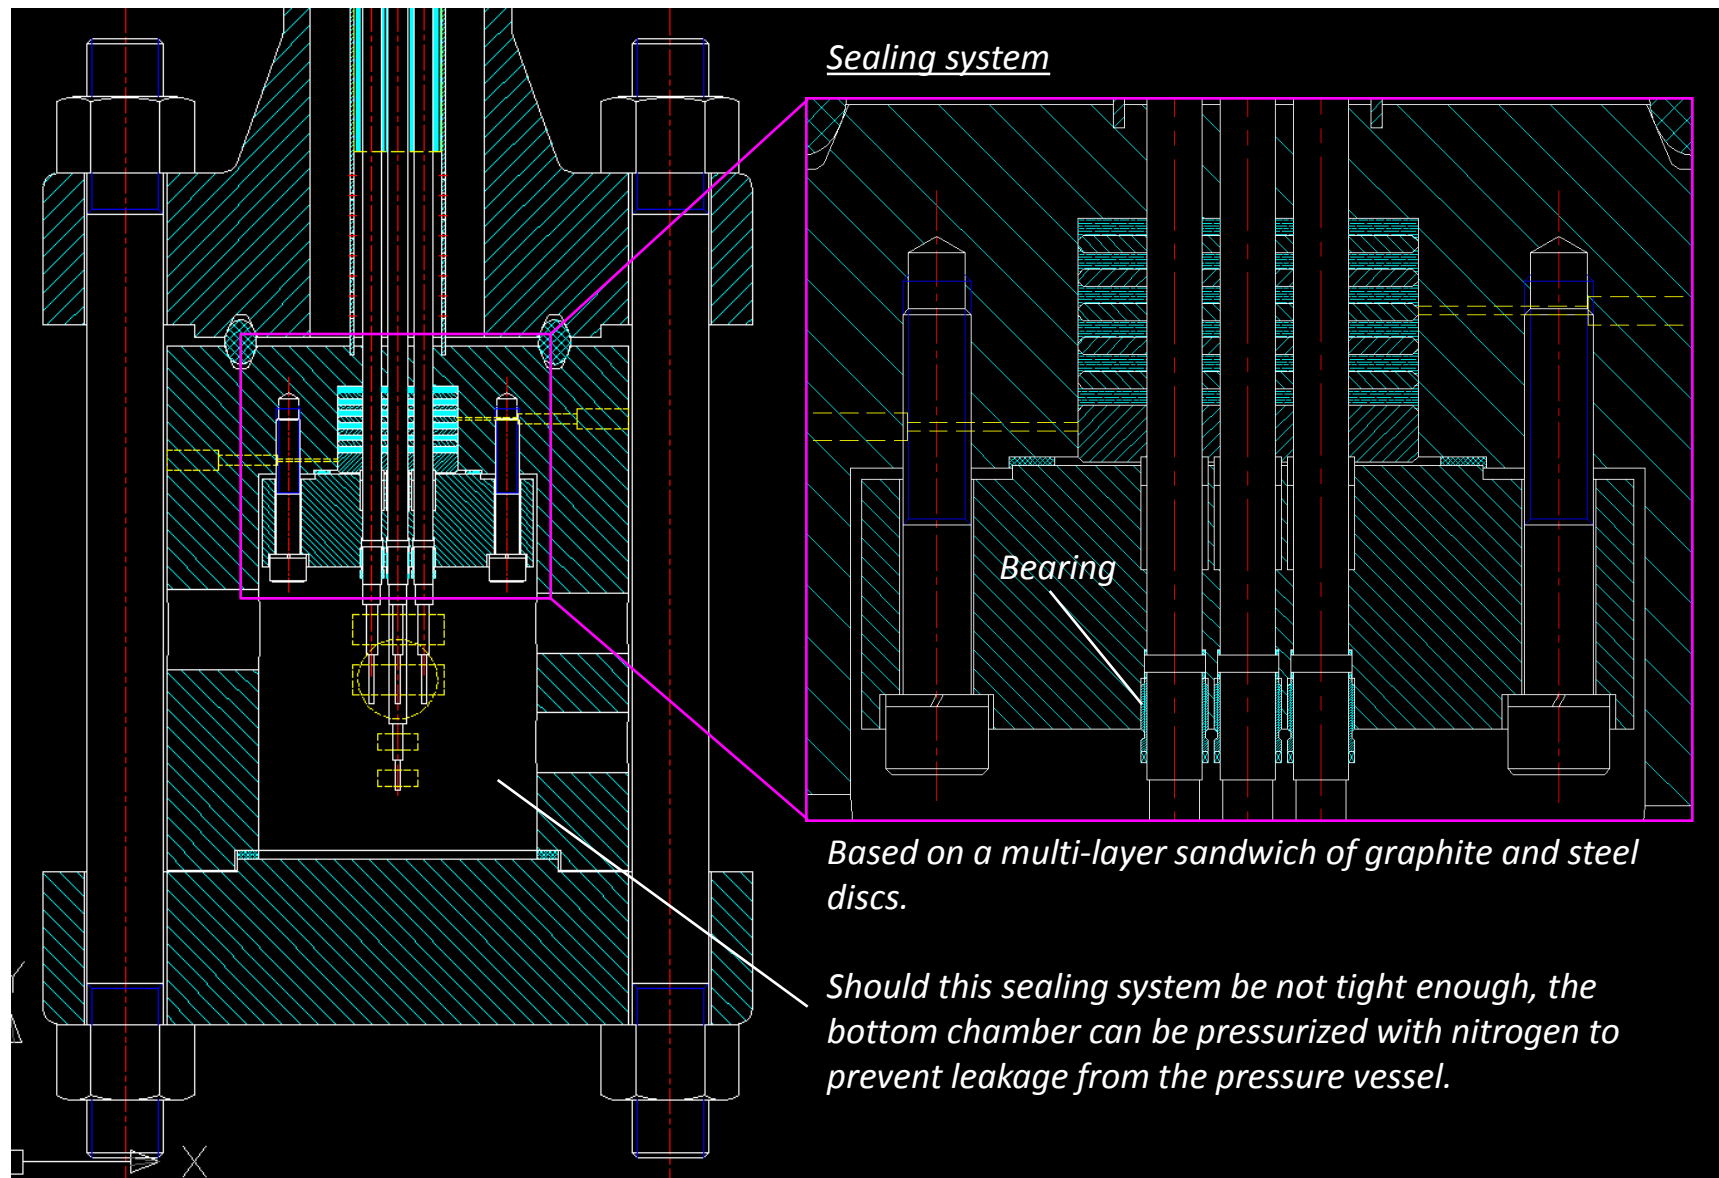 Sealing system
Bearing
Based on a multi-layer sandwich of graphite and steel
discs.
Should this sealing system be not tight enough, the
bottom chamber can be pressurized with nitrogen to
prevent leakage from the pressure vessel.
Y
X